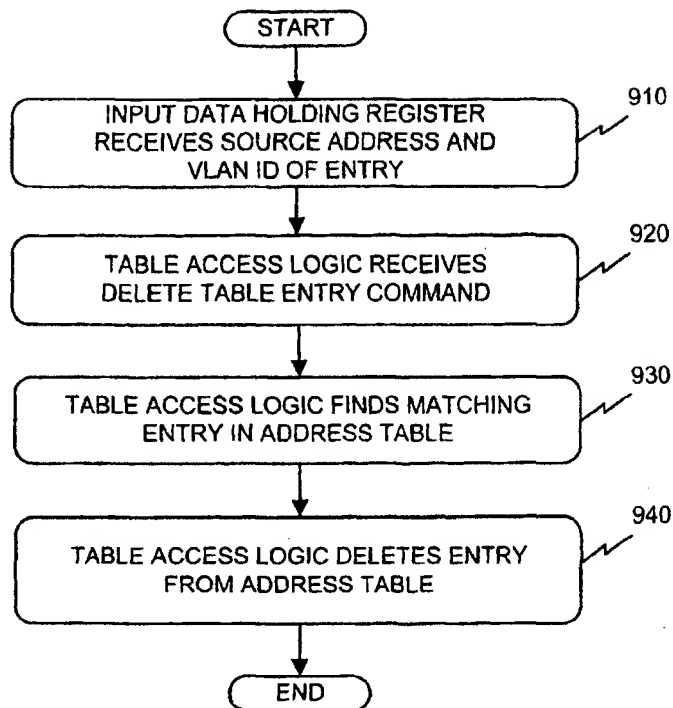 START
910
INPUT DATA HOLDING REGISTER
RECEIVES SOURCE ADDRESS AND
VLAN ID OF ENTRY
920
TABLE ACCESS LOGIC RECEIVES
DELETE TABLE ENTRY COMMAND
930
TABLE ACCESS LOGIC FINDS MATCHING
ENTRY IN ADDRESS TABLE
940
TABLE ACCESS LOGIC DELETES ENTRY
FROM ADDRESS TABLE
END